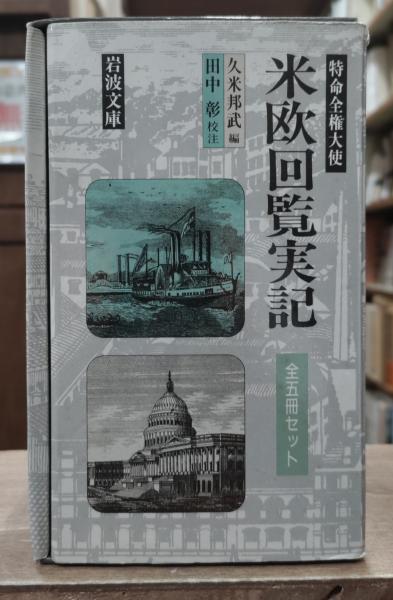 特命全権大使
米欧回覧実記
全五冊セット
久米邦武 編
田中 彰 校注
岩波文庫